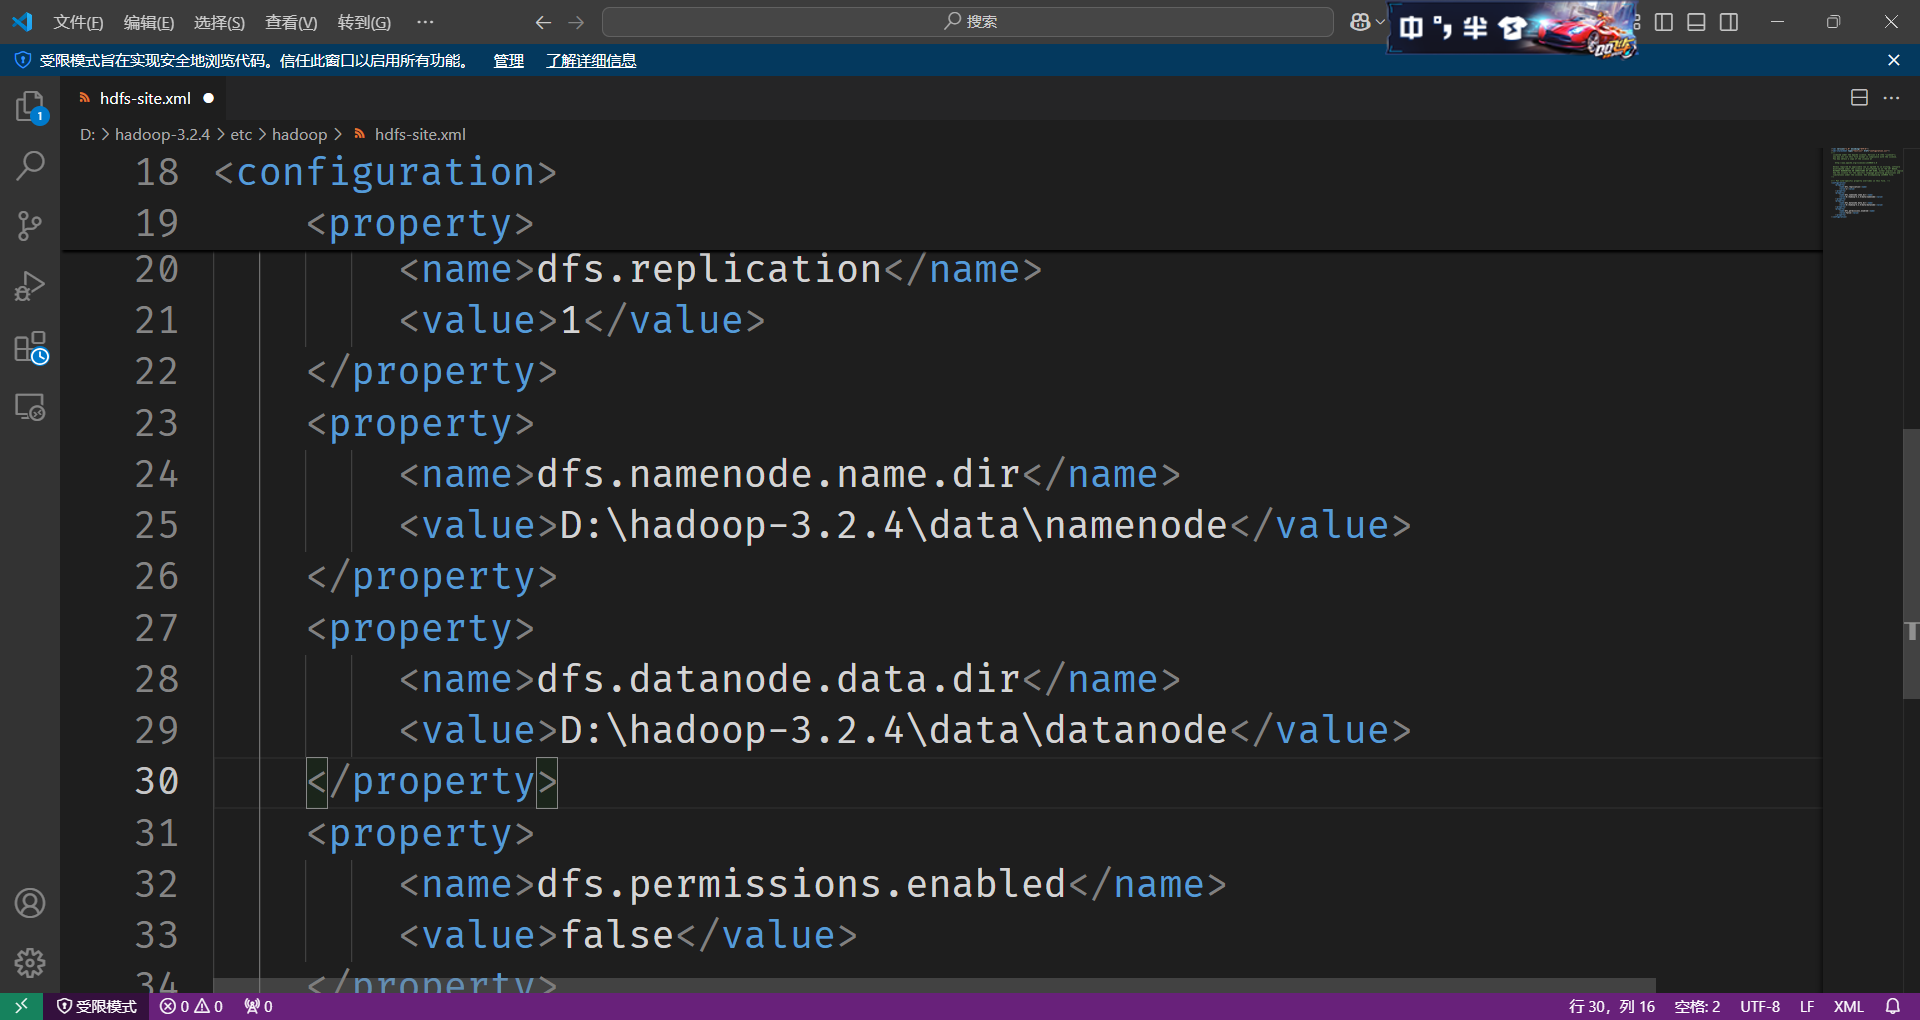 文件(F) 编辑(E) 选择(S) 查看(V) 转到(G) ··· 搜索 中 °, 半
受限模式旨在实现安全地浏览代码。信任此窗口以启用所有功能。 管理 了解详细信息
hdfs-site.xml
D: > hadoop-3.2.4 > etc > hadoop > hdfs-site.xml
1
18 <configuration>
19 <property>
20 <name>dfs.replication</name>
21 <value>1</value>
22 </property>
23 <property>
24 <name>dfs.namenode.name.dir</name>
25 <value>D:\hadoop-3.2.4\data\namenode</value>
26 </property>
27 <property>
28 <name>dfs.datanode.data.dir</name>
29 <value>D:\hadoop-3.2.4\data\datanode</value>
30 </property>
31 <property>
32 <name>dfs.permissions.enabled</name>
33 <value>false</value>
34 </property>
受限模式 0 0 0 行 30，列 16 空格: 2 UTF-8 LF XML